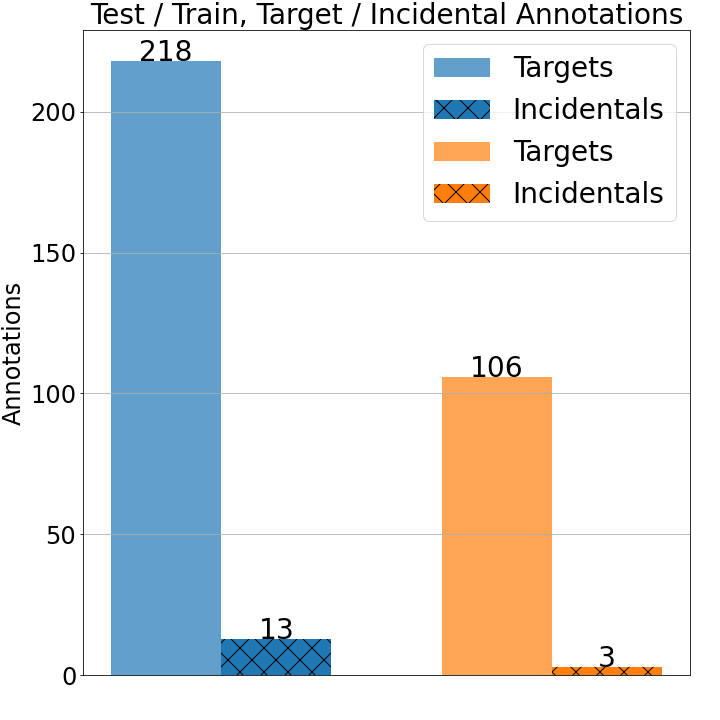 Test / Train, Target / Incidental Annotations
218
Targets
Incidentals
Targets
Incidentals
200
150
106
100
50
13
3
0
Annotations